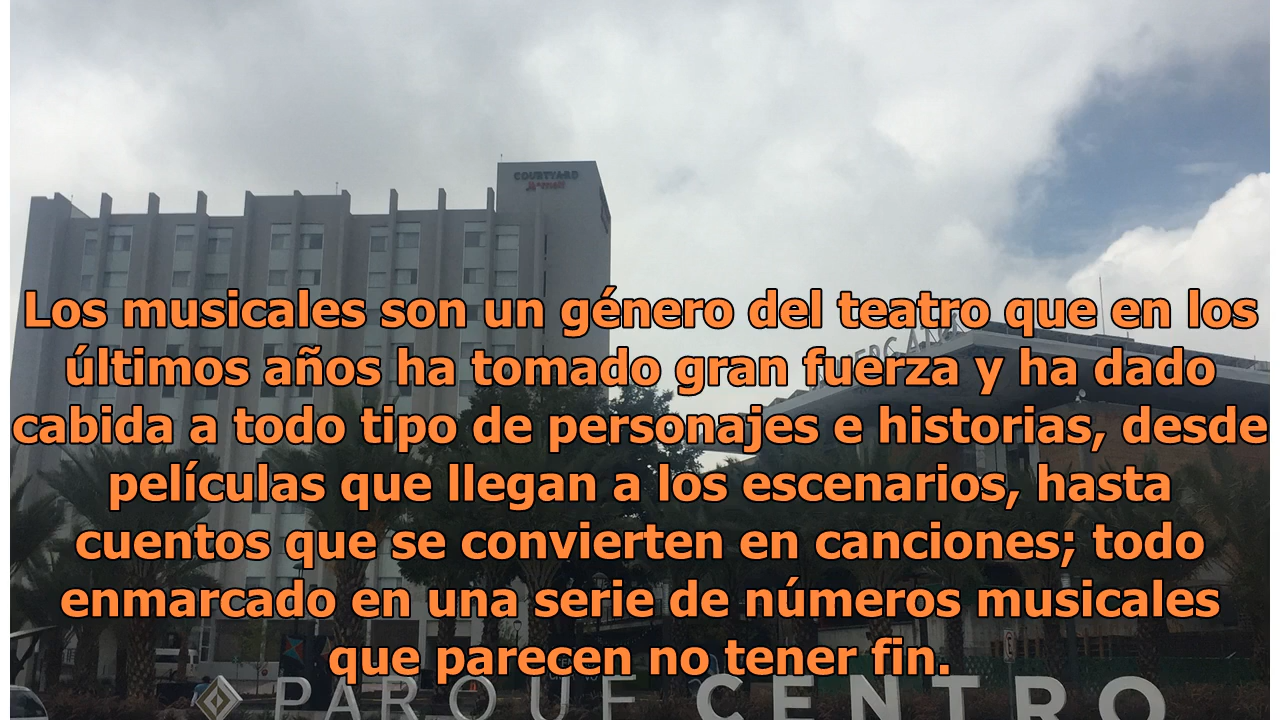 COURTYARD
Marriott
Los musicales son un género del teatro que en los
últimos años ha tomado gran fuerza y ha dado
cabida a todo tipo de personajes e historias, desde
películas que llegan a los escenarios, hasta
cuentos que se convierten en canciones; todo
enmarcado en una serie de números musicales
que parecen no tener fin.
PARQUE CENTRO